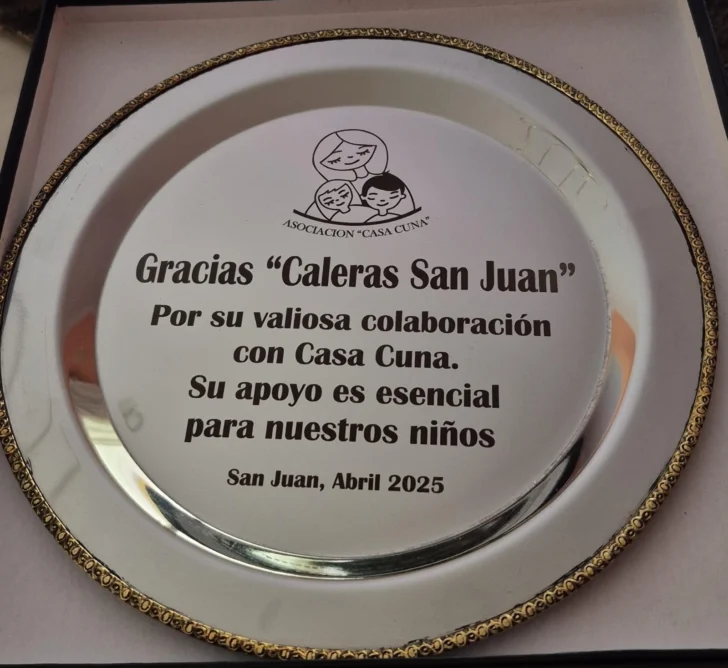 ASOCIACION "CASA CUNA"
Gracias “Caleras San Juan”
Por su valiosa colaboración
con Casa Cuna.
Su apoyo es esencial
para nuestros niños
San Juan, Abril 2025